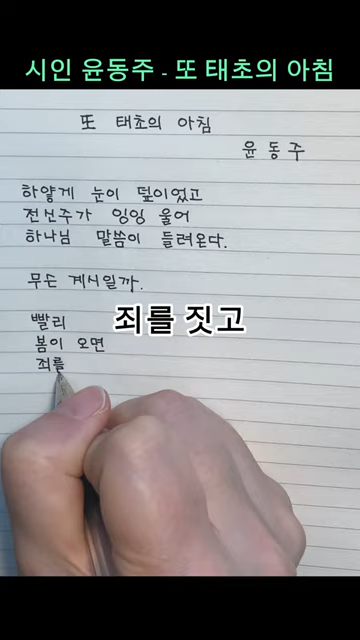 시인 윤동주 - 또 태초의 아침
또 태초의 아침
윤동주
하얗게 눈이 덮이었고
전신주가 잉잉 울어
하나님 말씀이 들려온다.
무슨 계시일까.
빨리
봄이 오면
죄를
죄를 짓고